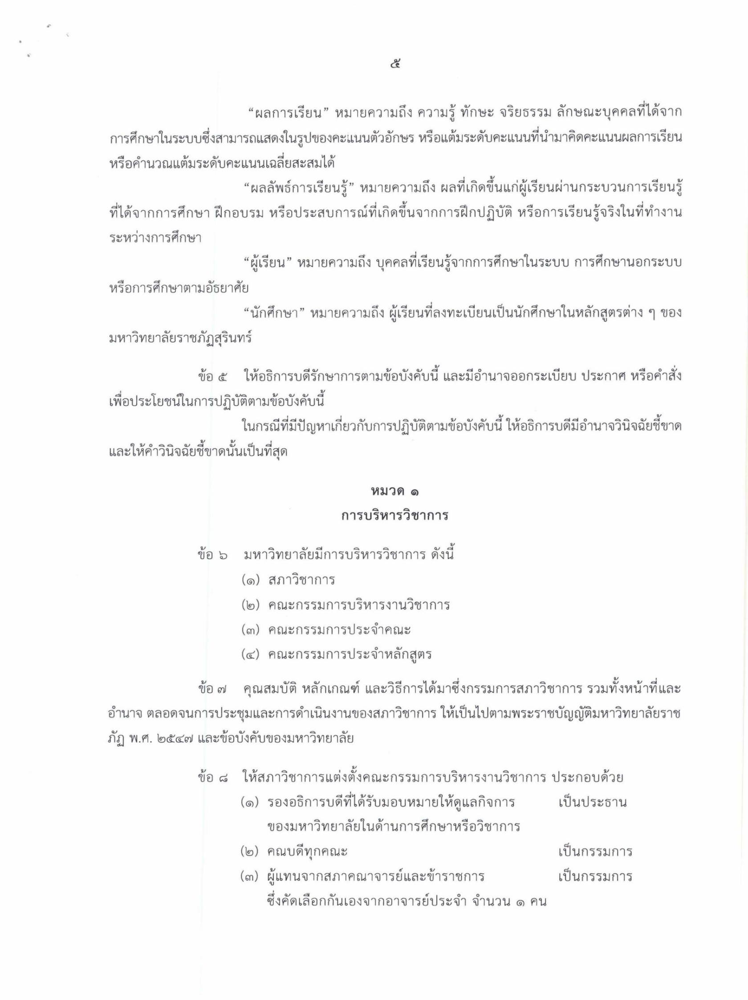 ๕
“ผลการเรียน” หมายความถึง ความรู้ ทักษะ จริยธรรม ลักษณะบุคคลที่ได้จาก
การศึกษาในระบบซึ่งสามารถแสดงในรูปของคะแนนตัวอักษร หรือแต้มระดับคะแนนที่นำมาคิดคะแนนผลการเรียน
หรือคำนวณแต้มระดับคะแนนเฉลี่ยสะสมได้
“ผลลัพธ์การเรียนรู้” หมายความถึง ผลที่เกิดขึ้นแก่ผู้เรียนผ่านกระบวนการเรียนรู้
ที่ได้จากการศึกษา ฝึกอบรม หรือประสบการณ์ที่เกิดขึ้นจากการฝึกปฏิบัติ หรือการเรียนรู้จริงในที่ทำงาน
ระหว่างการศึกษา
“ผู้เรียน” หมายความถึง บุคคลที่เรียนรู้จากการศึกษาในระบบ การศึกษานอกระบบ
หรือการศึกษาตามอัธยาศัย
“นักศึกษา” หมายความถึง ผู้เรียนที่ลงทะเบียนเป็นนักศึกษาในหลักสูตรต่าง ๆ ของ
มหาวิทยาลัยราชภัฏสุรินทร์
ข้อ ๕ ให้อธิการบดีรักษาการตามข้อบังคับนี้ และมีอำนาจออกระเบียบ ประกาศ หรือคำสั่ง
เพื่อประโยชน์ในการปฏิบัติตามข้อบังคับนี้
ในกรณีที่มีปัญหาเกี่ยวกับการปฏิบัติตามข้อบังคับนี้ ให้อธิการบดีมีอำนาจวินิจฉัยชี้ขาด
และให้คำวินิจฉัยชี้ขาดนั้นเป็นที่สุด
หมวด ๑
การบริหารวิชาการ
ข้อ ๖ มหาวิทยาลัยมีการบริหารวิชาการ ดังนี้
(๑) สภาวิชาการ
(๒) คณะกรรมการบริหารงานวิชาการ
(๓) คณะกรรมการประจำคณะ
(๔) คณะกรรมการประจำหลักสูตร
ข้อ ๗ คุณสมบัติ หลักเกณฑ์ และวิธีการได้มาซึ่งกรรมการสภาวิชาการ รวมทั้งหน้าที่และ
อำนาจ ตลอดจนการประชุมและการดำเนินงานของสภาวิชาการ ให้เป็นไปตามพระราชบัญญัติมหาวิทยาลัยราช
ภัฏ พ.ศ. ๒๕๔๗ และข้อบังคับของมหาวิทยาลัย
ข้อ ๘ ให้สภาวิชาการแต่งตั้งคณะกรรมการบริหารงานวิชาการ ประกอบด้วย
(๑) รองอธิการบดีที่ได้รับมอบหมายให้ดูแลกิจการ เป็นประธาน
ของมหาวิทยาลัยในด้านการศึกษาหรือวิชาการ
(๒) คณบดีทุกคณะ เป็นกรรมการ
(๓) ผู้แทนจากสภาคณาจารย์และข้าราชการ เป็นกรรมการ
ซึ่งคัดเลือกกันเองจากอาจารย์ประจำ จำนวน ๑ คน